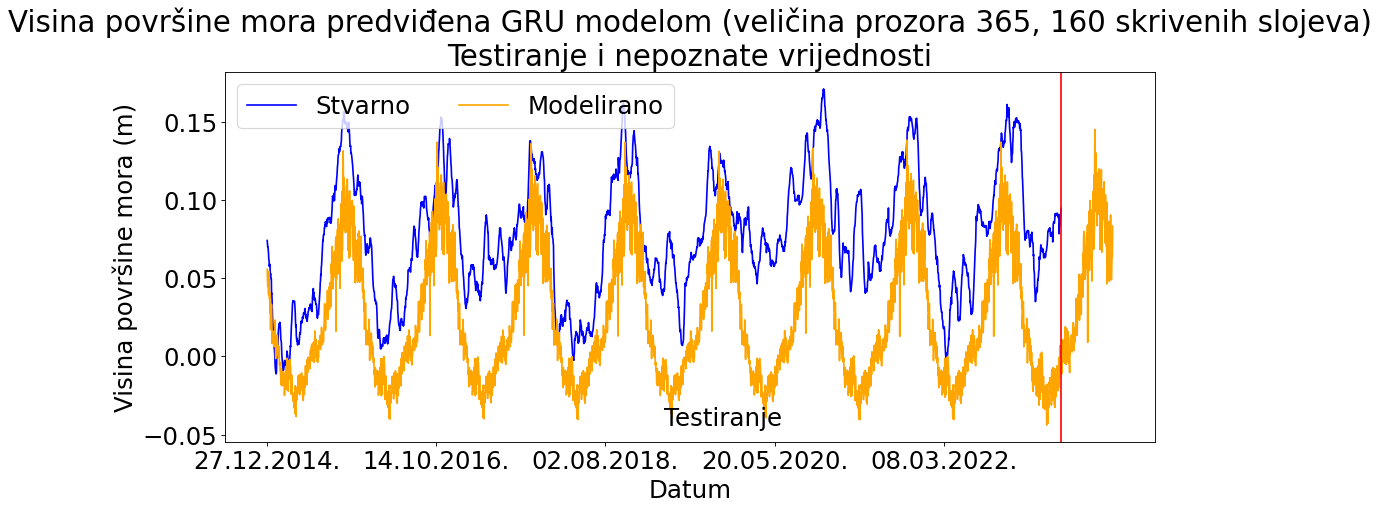 Visina površine mora predviđena GRU modelom (veličina prozora 365, 160 skrivenih slojeva)
Testiranje i nepoznate vrijednosti
Stvarno
Modelirano
Visina površine mora (m)
0.15
0.10
0.05
0.00
−0.05
Testiranje
27.12.2014.
14.10.2016.
02.08.2018.
20.05.2020.
08.03.2022.
Datum